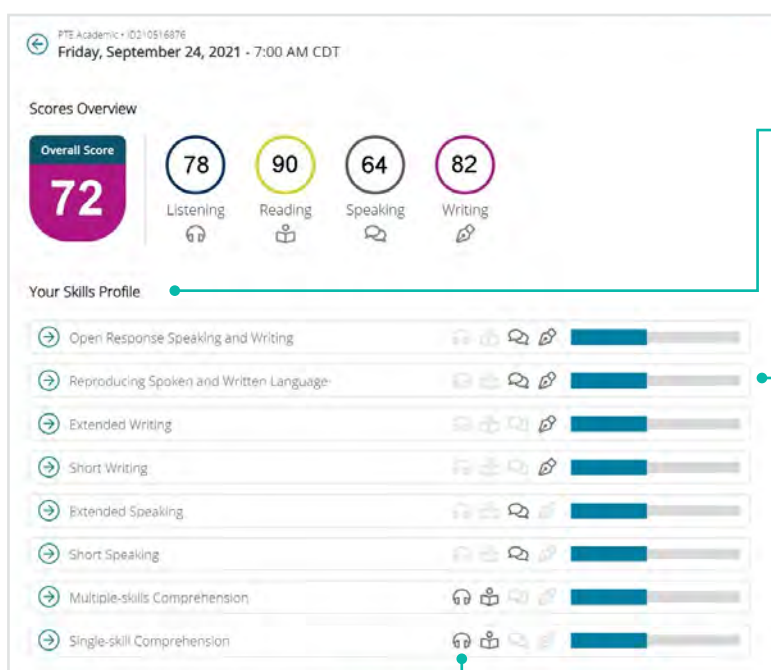 PTE Academic • ID210516876
Friday, September 24, 2021 - 7:00 AM CDT
Scores Overview
Overall Score
72
78
90
64
82
Listening
Reading
Speaking
Writing
Your Skills Profile
Open Response Speaking and Writing
Reproducing Spoken and Written Language
Extended Writing
Short Writing
Extended Speaking
Short Speaking
Multiple-skills Comprehension
Single-skill Comprehension